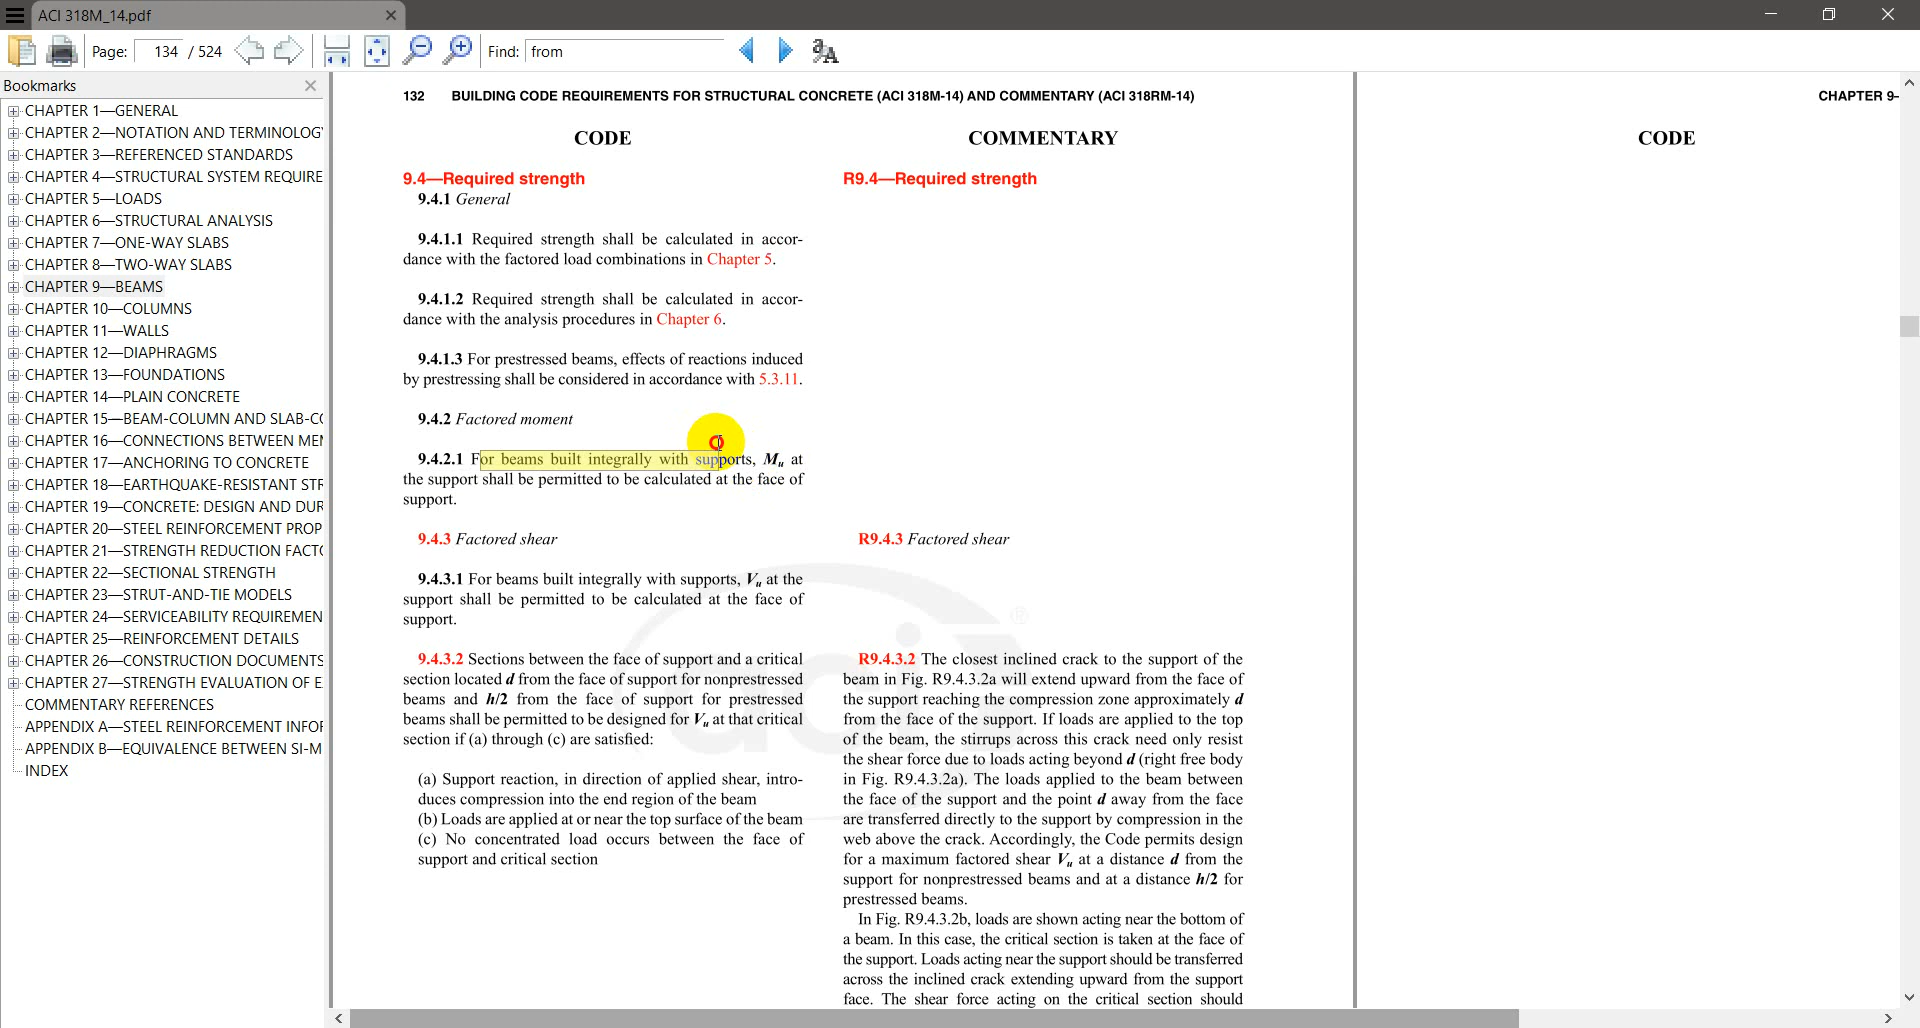 ACI 318M_14.pdf
Page: 134 / 524 Find: from
Bookmarks
CHAPTER 1—GENERAL
CHAPTER 2—NOTATION AND TERMINOLOG
CHAPTER 3—REFERENCED STANDARDS
CHAPTER 4—STRUCTURAL SYSTEM REQUIRE
CHAPTER 5—LOADS
CHAPTER 6—STRUCTURAL ANALYSIS
CHAPTER 7—ONE-WAY SLABS
CHAPTER 8—TWO-WAY SLABS
CHAPTER 9—BEAMS
CHAPTER 10—COLUMNS
CHAPTER 11—WALLS
CHAPTER 12—DIAPHRAGMS
CHAPTER 13—FOUNDATIONS
CHAPTER 14—PLAIN CONCRETE
CHAPTER 15—BEAM-COLUMN AND SLAB-C
CHAPTER 16—CONNECTIONS BETWEEN ME
CHAPTER 17—ANCHORING TO CONCRETE
CHAPTER 18—EARTHQUAKE-RESISTANT STR
CHAPTER 19—CONCRETE: DESIGN AND DUR
CHAPTER 20—STEEL REINFORCEMENT PROP
CHAPTER 21—STRENGTH REDUCTION FACT
CHAPTER 22—SECTIONAL STRENGTH
CHAPTER 23—STRUT-AND-TIE MODELS
CHAPTER 24—SERVICEABILITY REQUIREMEN
CHAPTER 25—REINFORCEMENT DETAILS
CHAPTER 26—CONSTRUCTION DOCUMENTS
CHAPTER 27—STRENGTH EVALUATION OF E
COMMENTARY REFERENCES
APPENDIX A—STEEL REINFORCEMENT INFO
APPENDIX B—EQUIVALENCE BETWEEN SI-M
INDEX
132 BUILDING CODE REQUIREMENTS FOR STRUCTURAL CONCRETE (ACI 318M-14) AND COMMENTARY (ACI 318RM-14)
CODE
9.4—Required strength
9.4.1 General
9.4.1.1 Required strength shall be calculated in accor-
dance with the factored load combinations in Chapter 5.
9.4.1.2 Required strength shall be calculated in accor-
dance with the analysis procedures in Chapter 6.
9.4.1.3 For prestressed beams, effects of reactions induced
by prestressing shall be considered in accordance with 5.3.11.
9.4.2 Factored moment
9.4.2.1 For beams built integrally with supports, Mu at
the support shall be permitted to be calculated at the face of
support.
9.4.3 Factored shear
9.4.3.1 For beams built integrally with supports, Vu at the
support shall be permitted to be calculated at the face of
support.
9.4.3.2 Sections between the face of support and a critical
section located d from the face of support for nonprestressed
beams and h/2 from the face of support for prestressed
beams shall be permitted to be designed for Vu at that critical
section if (a) through (c) are satisfied:
(a) Support reaction, in direction of applied shear, intro-
duces compression into the end region of the beam
(b) Loads are applied at or near the top surface of the beam
(c) No concentrated load occurs between the face of
support and critical section
COMMENTARY
R9.4—Required strength
R9.4.3 Factored shear
R9.4.3.2 The closest inclined crack to the support of the
beam in Fig. R9.4.3.2a will extend upward from the face of
the support reaching the compression zone approximately d
from the face of the support. If loads are applied to the top
of the beam, the stirrups across this crack need only resist
the shear force due to loads acting beyond d (right free body
in Fig. R9.4.3.2a). The loads applied to the beam between
the face of the support and the point d away from the face
are transferred directly to the support by compression in the
web above the crack. Accordingly, the Code permits design
for a maximum factored shear Vu at a distance d from the
support for nonprestressed beams and at a distance h/2 for
prestressed beams.
In Fig. R9.4.3.2b, loads are shown acting near the bottom of
a beam. In this case, the critical section is taken at the face of
the support. Loads acting near the support should be transferred
across the inclined crack extending upward from the support
face. The shear force acting on the critical section should
aci ®
CHAPTER 9–
CODE